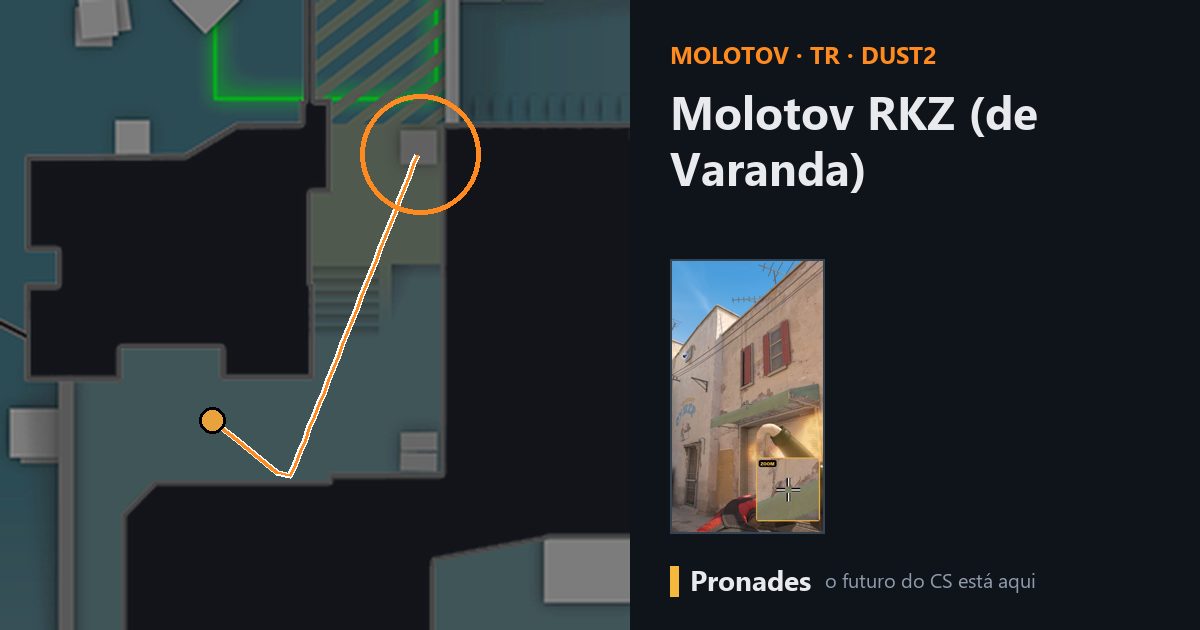 MOLOTOV · TR · DUST2
Molotov RKZ (de
Varanda)
ZOOM
Pronades o futuro do CS está aqui